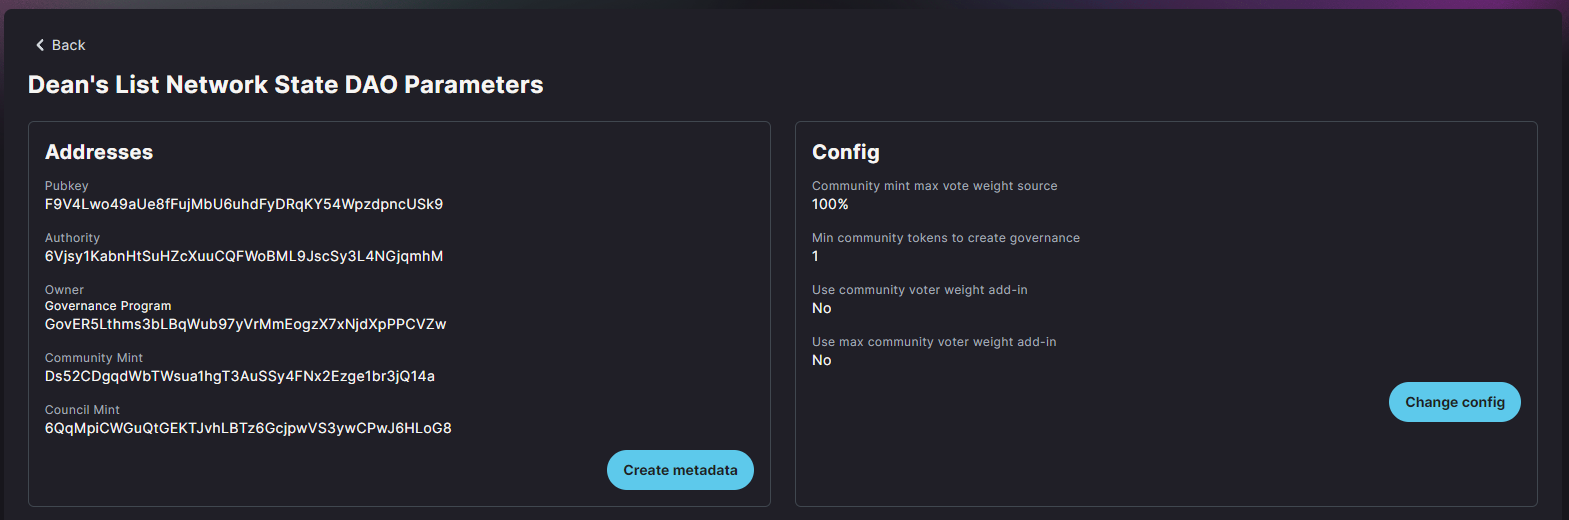 Back
Dean's List Network State DAO Parameters
Addresses
Pubkey
F9V4Lwo49aUe8fFujMbU6uhdFyDRqKY54WpzdpncUSk9
Authority
6Vjsy1KabnHtSuHZcXuuCQFWoBML9JscSy3L4NGjqmhM
Owner
Governance Program
GovER5Lthms3bLBqWub97yVrMmEogzX7xNjdXpPPCVZw
Community Mint
Ds52CDgqdWbTWsua1hgT3AuSSy4FNx2Ezge1br3jQ14a
Council Mint
6QqMpiCWGuQtGEKTJvhLBTz6GcjpwVS3ywCPwJ6HLoG8
Create metadata
Config
Community mint max vote weight source
100%
Min community tokens to create governance
1
Use community voter weight add-in
No
Use max community voter weight add-in
No
Change config